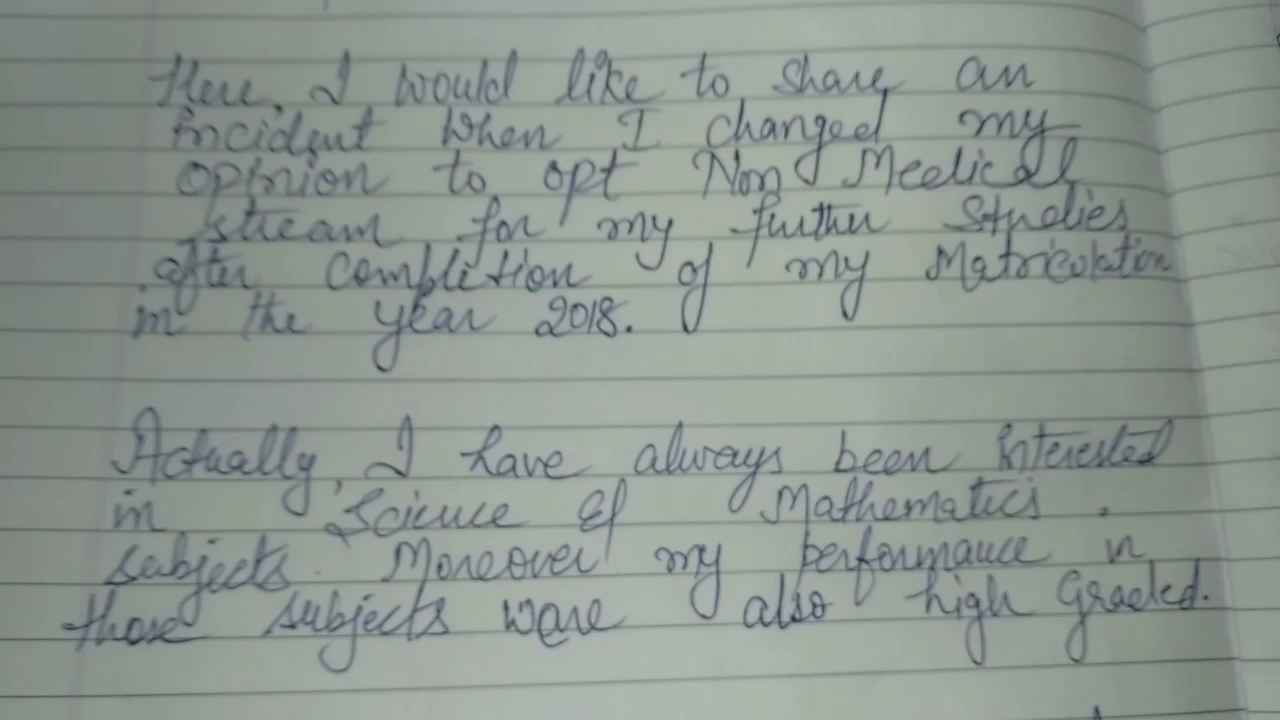 Here, I would like to share an
incident when I changed my
opinion to opt Non Medical
stream for my further Studies
after completion of my Matriculation
in the year 2018.
Actually, I have always been interested
in Science & Mathematics.
subjects. Moreover my performance in
those subjects were also high graded.